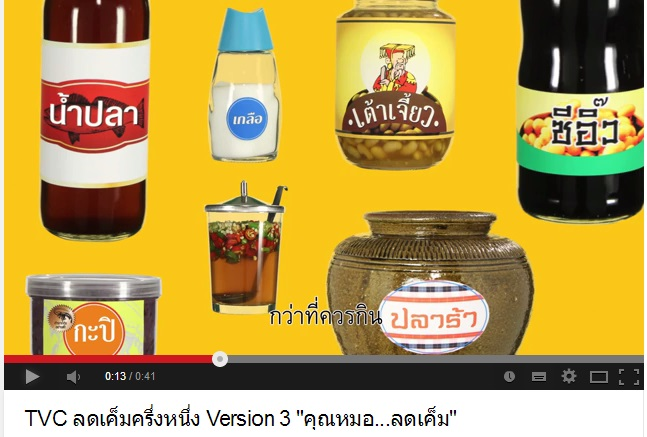 น้ำปลา
เกลือ
เต้าเจี้ยว
ซีอิ๊ว
กะปิ
กว่าที่ควรกิน
ปลาร้า
0:13 / 0:41
TVC ลดเค็มครึ่งหนึ่ง Version 3 "คุณหมอ...ลดเค็ม"